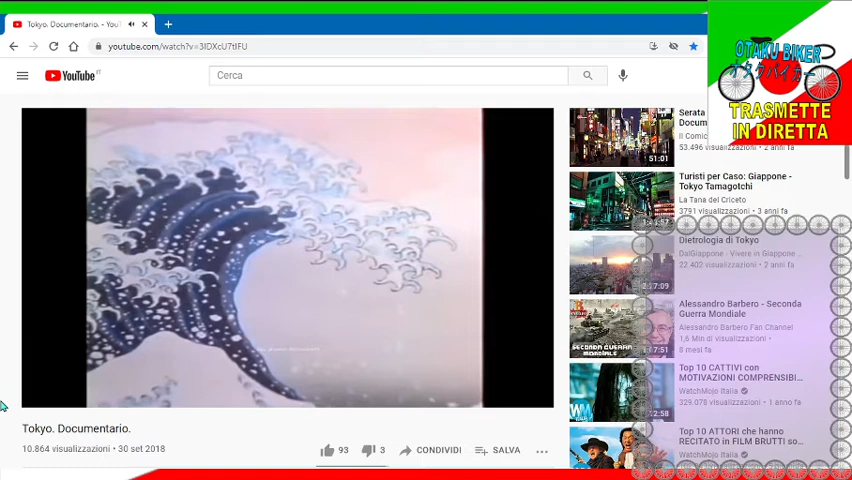 Tokyo. Documentario. - YouT
youtube.com/watch?v=3IDXcU7tIFU
YouTube IT
Cerca
OTAKU BIKER
オタクバイカー
TRASMETTE
IN DIRETTA
Tokyo. Documentario.
10.864 visualizzazioni • 30 set 2018
93
3
CONDIVIDI
SALVA
51:01
Serata
Docum
Il Comic
53.496 visualizzazioni • 2 anni fa
Turisti per Caso: Giappone -
Tokyo Tamagotchi
La Tana del Criceto
3791 visualizzazioni • 3 anni fa
Dietrologia di Tokyo
DalGiappone - Vivere in Giappone ...
22.402 visualizzazioni • 2 anni fa
SECONDA GUERRA
MONDIALE
Alessandro Barbero - Seconda
Guerra Mondiale
Alessandro Barbero Fan Channel
1,6 Mln di visualizzazioni •
8 mesi fa
Top 10 CATTIVI con
MOTIVAZIONI COMPRENSIBI...
WatchMojo Italia
329.078 visualizzazioni • 1 anno fa
Top 10 ATTORI che hanno
RECITATO in FILM BRUTTI so...
WatchMojo Italia